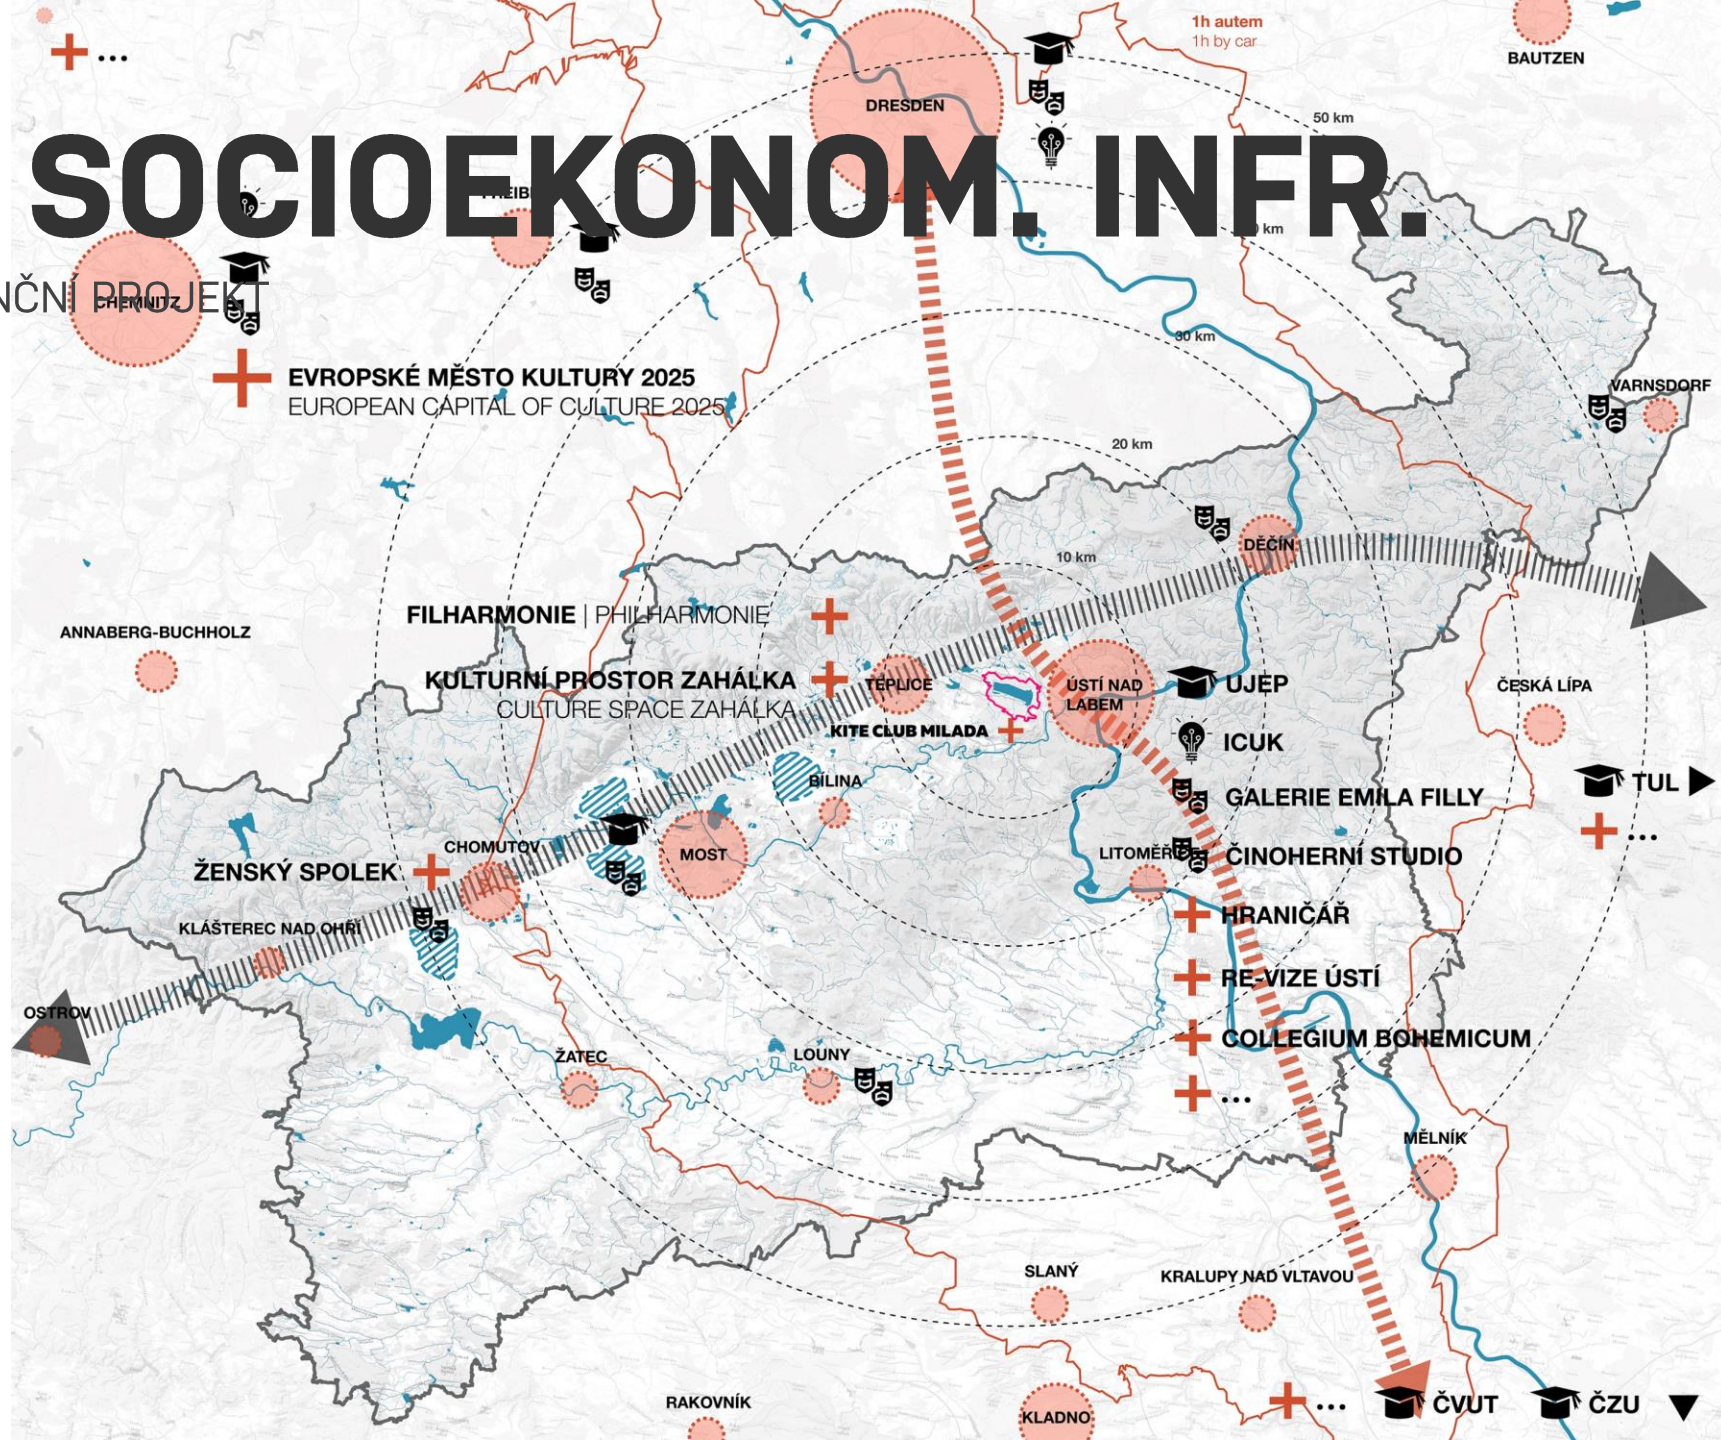 1h autem
1h by car
...
BAUTZEN
DRESDEN
50 km
SOCIOEKONOM. INFR.
NČNÍ PROJEKT
CHEMNITZ
30 km
EVROPSKÉ MĚSTO KULTURY 2025
EUROPEAN CAPITAL OF CULTURE 2025
VARNSDORF
20 km
DĚČÍN
10 km
FILHARMONIE | PHILHARMONIE
ANNABERG-BUCHHOLZ
KULTURNÍ PROSTOR ZAHÁLKA
CULTURE SPACE ZAHÁLKA
TEPLICE
ÚSTÍ NAD
LABEM
UJEP
ČESKÁ LÍPA
KITE CLUB MILADA
ICUK
BÍLINA
TUL
GALERIE EMILA FILLY
...
CHOMUTOV
MOST
LITOMĚŘICE
ČINOHERNÍ STUDIO
ŽENSKÝ SPOLEK
HRANIČÁŘ
KLÁŠTEREC NAD OHŘÍ
RE-VIZE ÚSTÍ
OSTROV
COLLEGIUM BOHEMICUM
ŽATEC
LOUNY
...
MĚLNÍK
SLANÝ
KRALUPY NAD VLTAVOU
RAKOVNÍK
KLADNO
...
ČVUT
ČZU